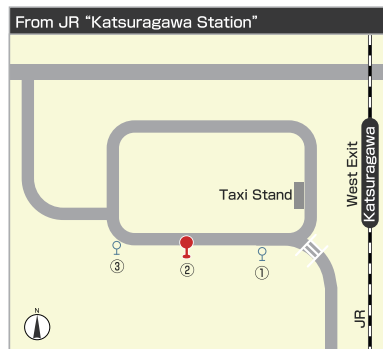 From JR “Katsuragawa Station”
West Exit
Katsuragawa
Taxi Stand
③
②
①
JR
N